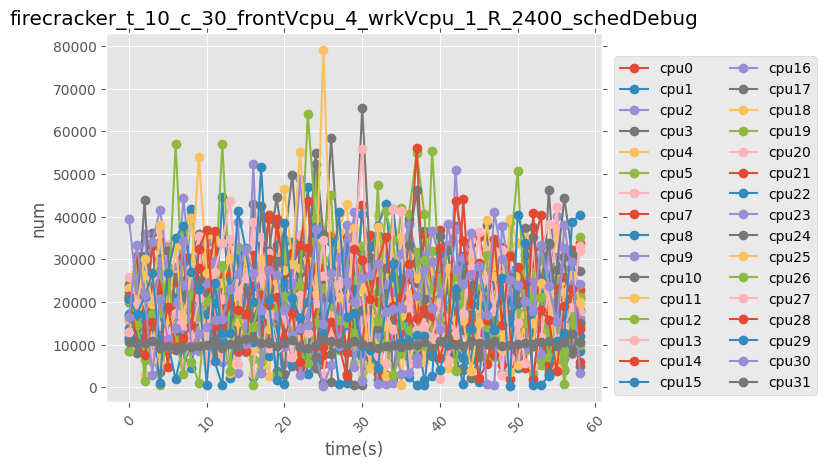 firecracker_t_10_c_30_frontVcpu_4_wrkVcpu_1_R_2400_schedDebug
80000
70000
60000
50000
40000
30000
20000
10000
0
num
0
10
20
30
40
50
60
time(s)
cpu0
cpu1
cpu2
cpu3
cpu4
cpu5
cpu6
cpu7
cpu8
cpu9
cpu10
cpu11
cpu12
cpu13
cpu14
cpu15
cpu16
cpu17
cpu18
cpu19
cpu20
cpu21
cpu22
cpu23
cpu24
cpu25
cpu26
cpu27
cpu28
cpu29
cpu30
cpu31